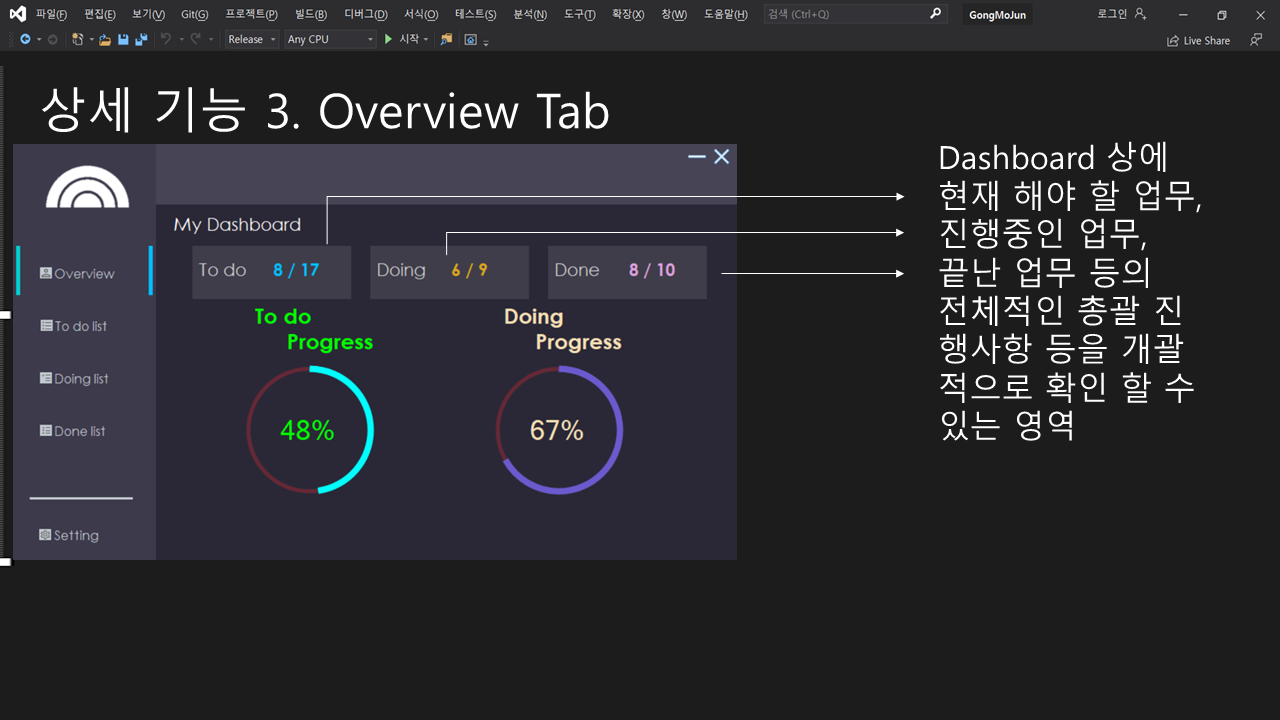 파일(F) 편집(E) 보기(V) Git(G) 프로젝트(P) 빌드(B) 디버그(D) 서식(O) 테스트(S) 분석(N) 도구(T) 확장(X) 창(W) 도움말(H) 검색 (Ctrl+Q) GongMoJun 로그인
Release Any CPU 시작 Live Share
상세 기능 3. Overview Tab
My Dashboard
To do 8 / 17 Doing 6 / 9 Done 8 / 10
Overview
To do list
Doing list
Done list
Setting
To do
Progress
48%
Doing
Progress
67%
Dashboard 상에
현재 해야 할 업무,
진행중인 업무,
끝난 업무 등의
전체적인 총괄 진
행사항 등을 개괄
적으로 확인 할 수
있는 영역